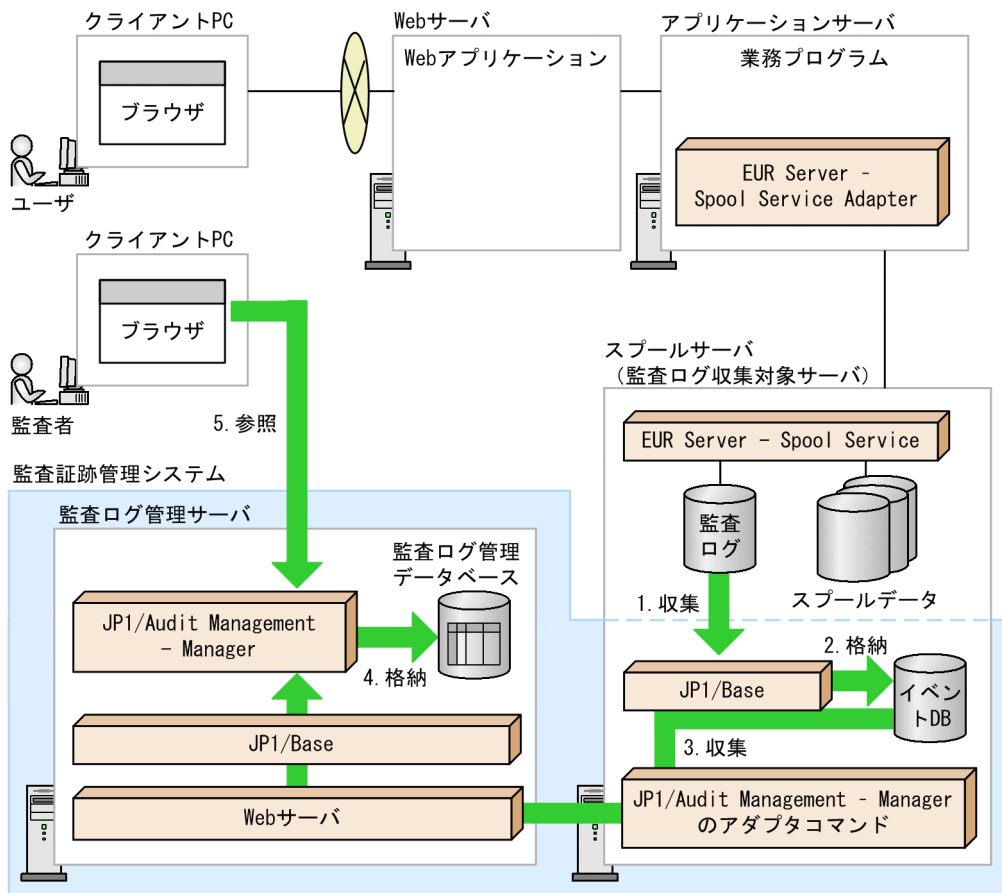 クライアントPC
ブラウザ
ユーザ
Webサーバ
Webアプリケーション
アプリケーションサーバ
業務プログラム
EUR Server -
Spool Service Adapter
クライアントPC
ブラウザ
監査者
5.参照
スプールサーバ
(監査ログ収集対象サーバ)
EUR Server - Spool Service
監査
ログ
スプールデータ
1.収集
監査証跡管理システム
監査ログ管理サーバ
監査ログ管理
データベース
JP1/Audit Management
- Manager
4.格納
JP1/Base
Webサーバ
2.格納
JP1/Base
イベン
トDB
3.収集
JP1/Audit Management - Manager
のアダプタコマンド